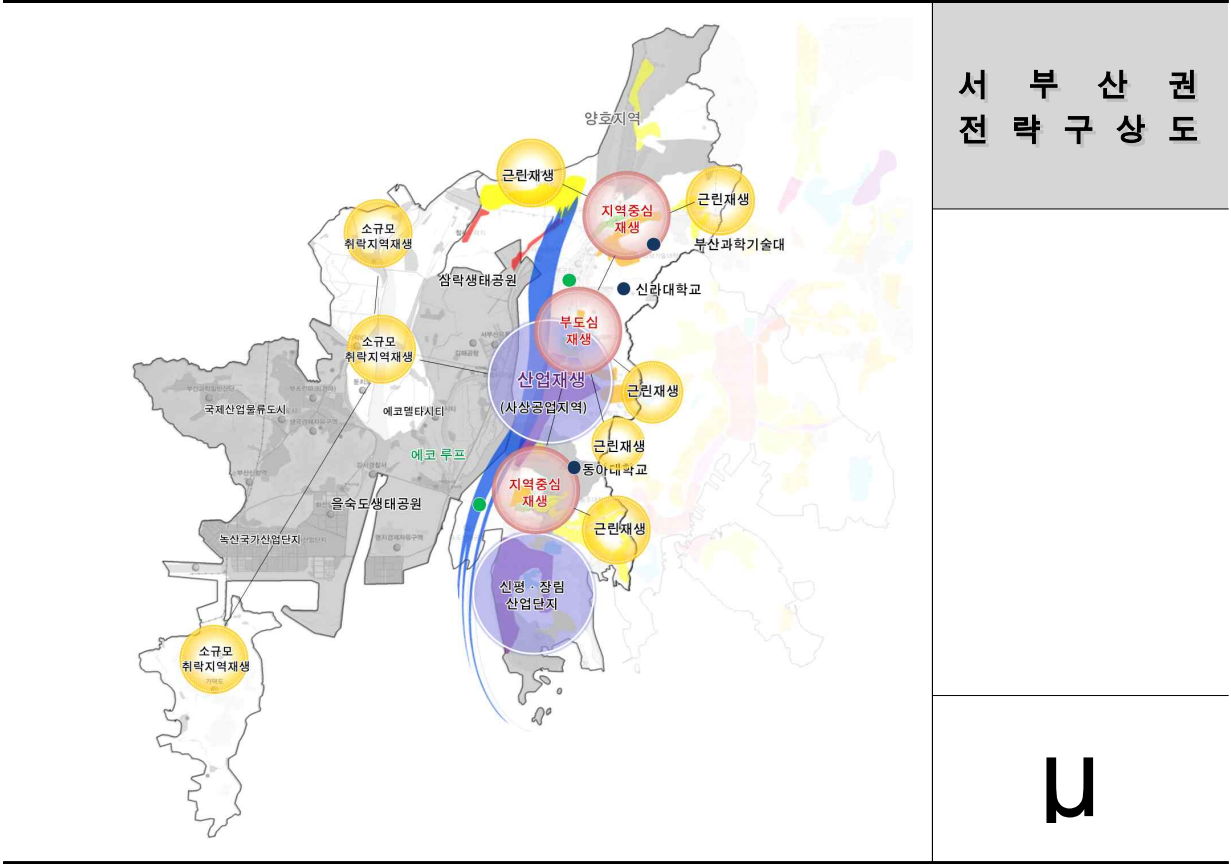 서부산권
전략구상도
양호지역
근린재생
지역중심
재생
근린재생
소규모
취락지역재생
부산과학기술대
삼락생태공원
신라대학교
부도심
재생
소규모
취락지역재생
산업재생
(사상공업지역)
근린재생
국제산업물류도시
에코델타시티
에코 루프
근린재생
동아대학교
지역중심
재생
을숙도생태공원
근린재생
녹산국가산업단지
신평 · 장림
산업단지
소규모
취락지역재생
가덕도
μ